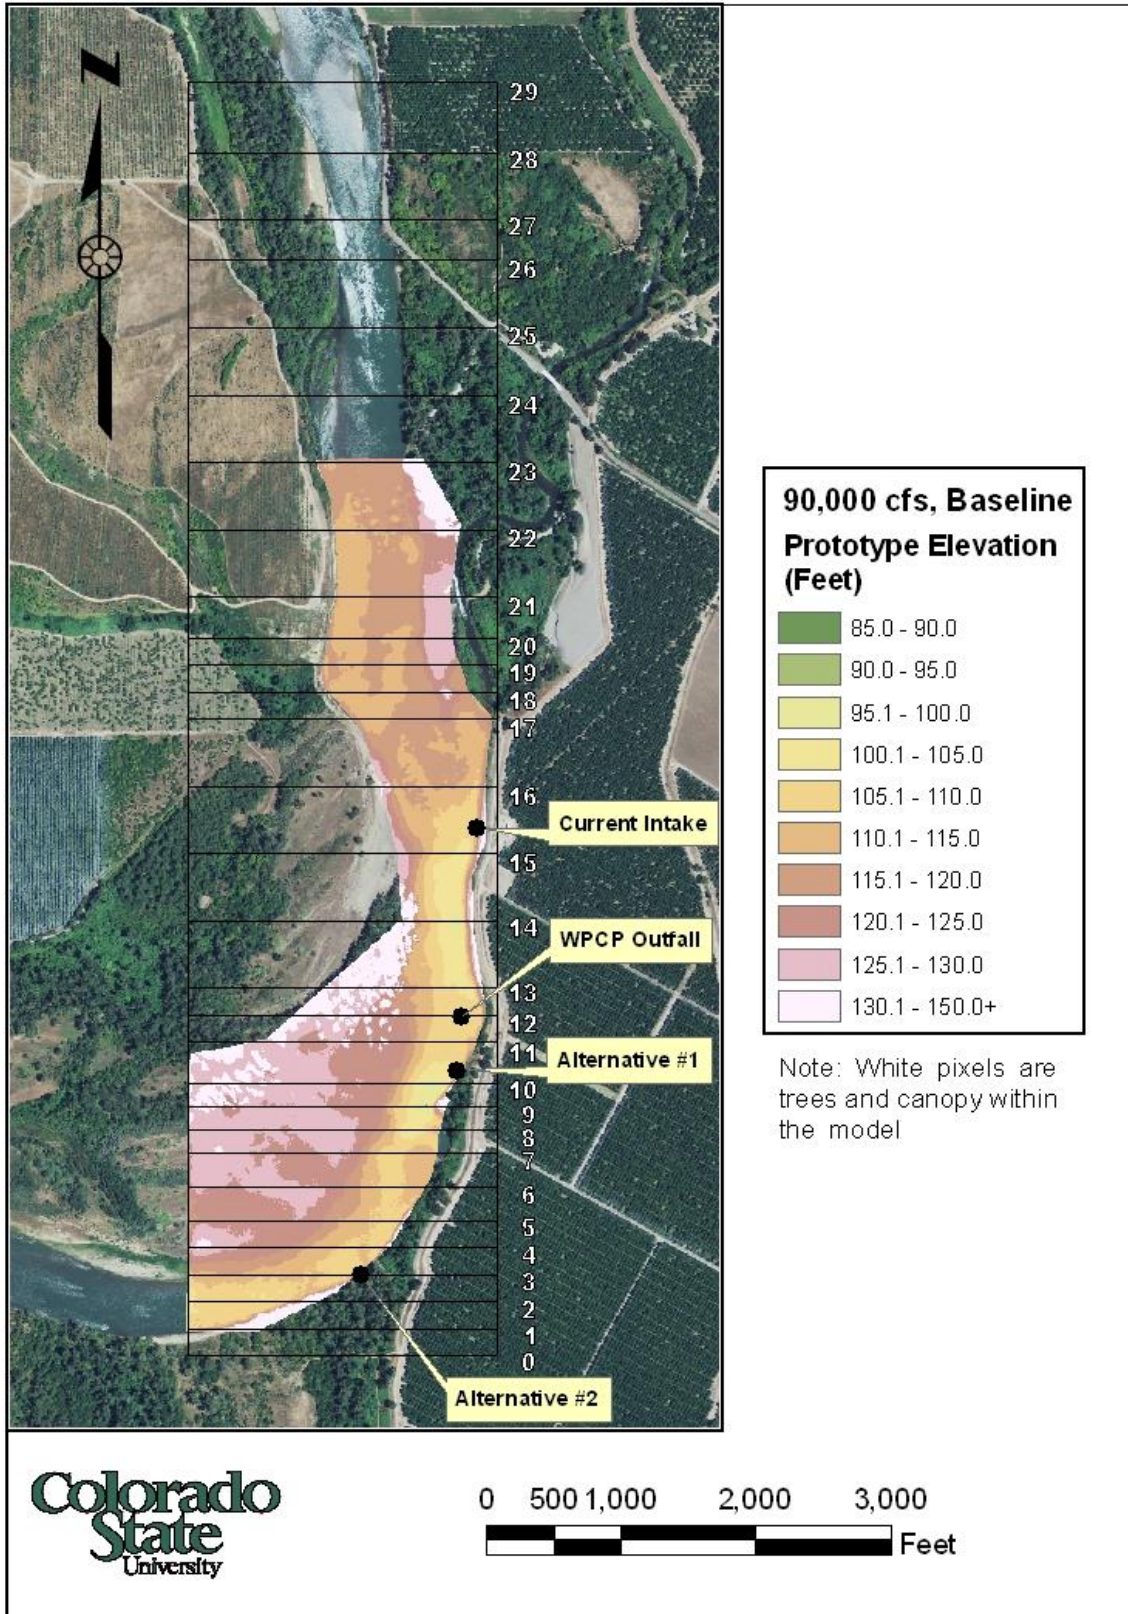 N
29
28
27
26
25
24
23
22
21
20
19
18
17
16
Current Intake
15
14
WPCP Outfall
13
12
11
Alternative #1
10
9
8
7
6
5
4
3
2
1
0
Alternative #2
90,000 cfs, Baseline
Prototype Elevation
(Feet)
85.0 - 90.0
90.0 - 95.0
95.1 - 100.0
100.1 - 105.0
105.1 - 110.0
110.1 - 115.0
115.1 - 120.0
120.1 - 125.0
125.1 - 130.0
130.1 - 150.0+
Note: White pixels are
trees and canopy within
the model
Colorado
State
University
0 500 1,000 2,000 3,000
Feet